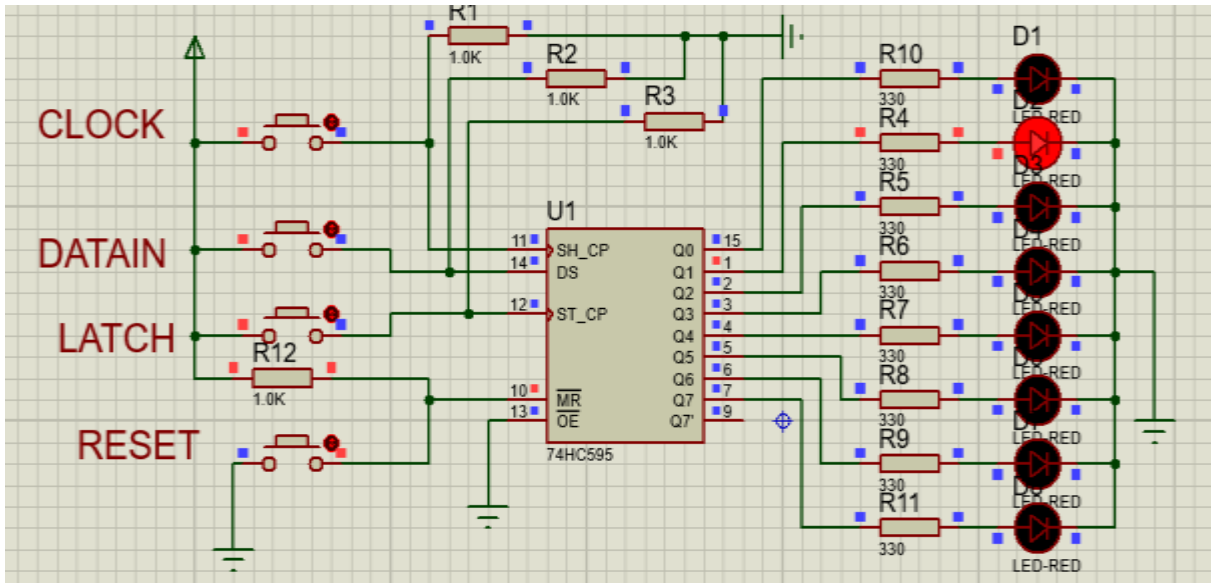 R1
1.0K
R2
1.0K
R3
1.0K
CLOCK
DATAIN
LATCH
R12
1.0K
RESET
U1
11 SH_CP
14 DS
12 ST_CP
10 MR
13 OE
Q0 15
Q1 1
Q2 2
Q3 3
Q4 4
Q5 5
Q6 6
Q7 7
Q7' 9
74HC595
R10
330
R4
330
R5
330
R6
330
R7
330
R8
330
R9
330
R11
330
D1
LED-RED
D2
LED-RED
D3
LED-RED
LED-RED
LED-RED
LED-RED
LED-RED
LED-RED